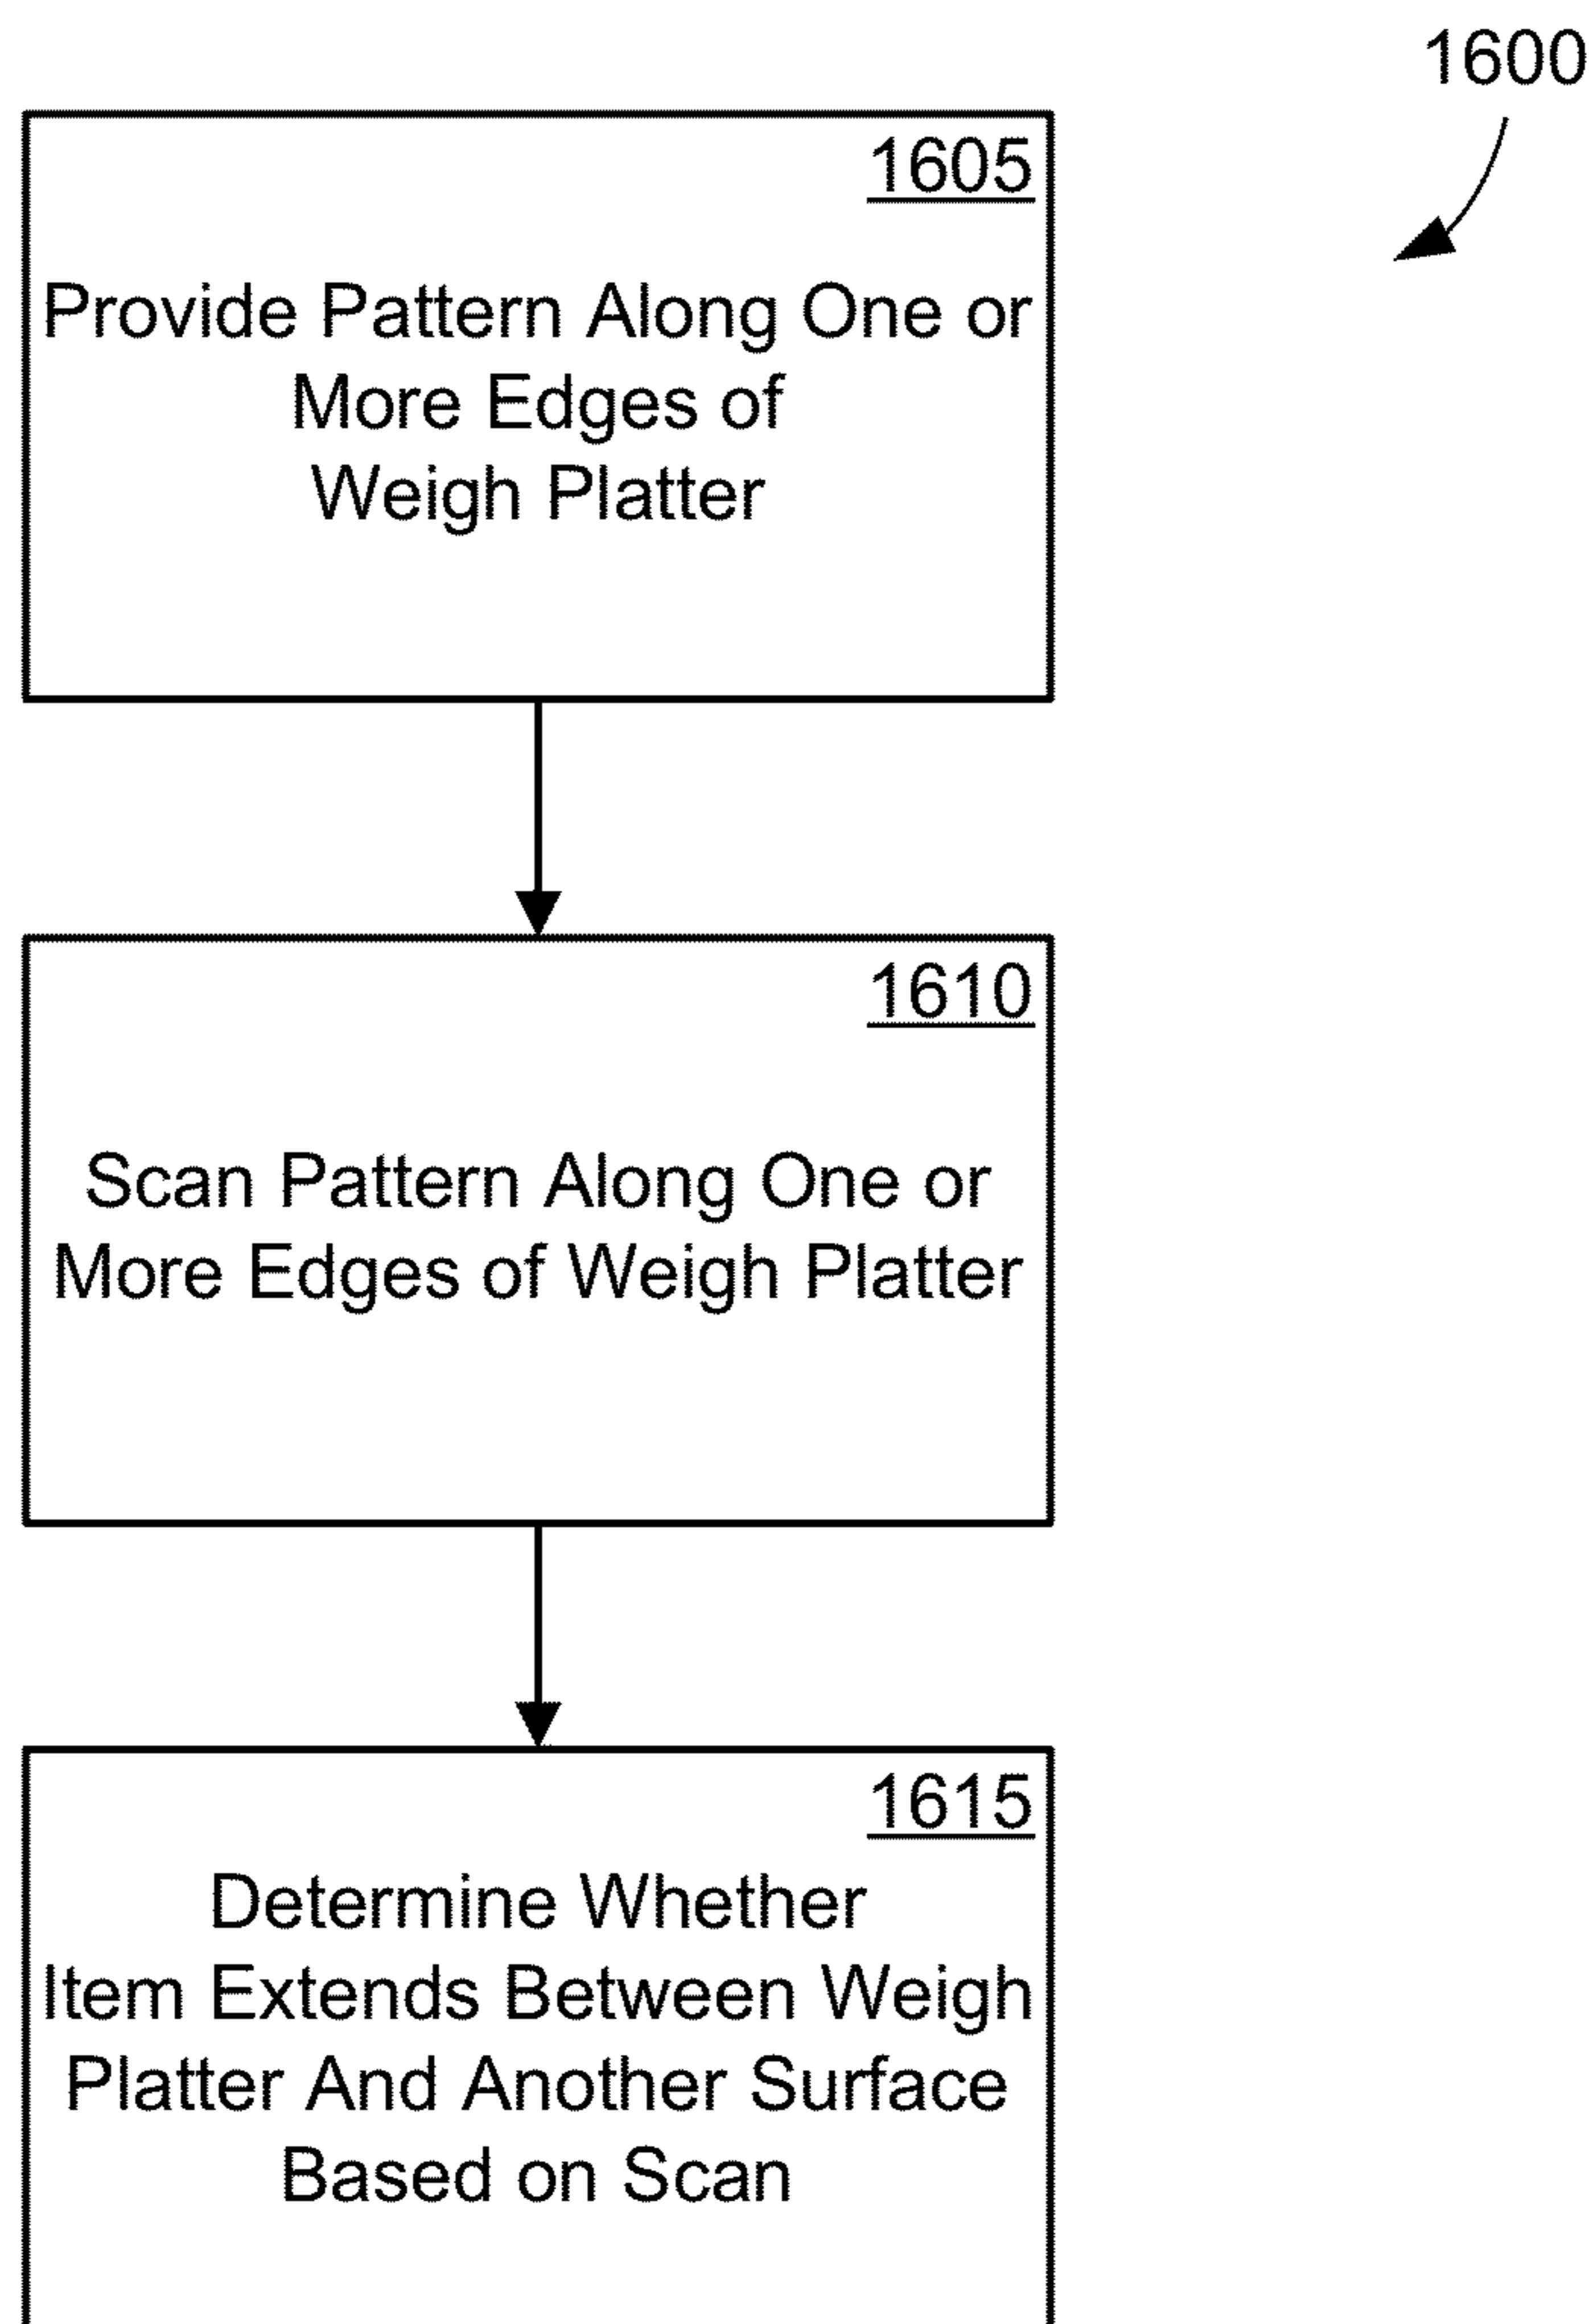 1600
1605
Provide Pattern Along One or
More Edges of
Weigh Platter
1610
Scan Pattern Along One or
More Edges of Weigh Platter
1615
Determine Whether
Item Extends Between Weigh
Platter And Another Surface
Based on Scan